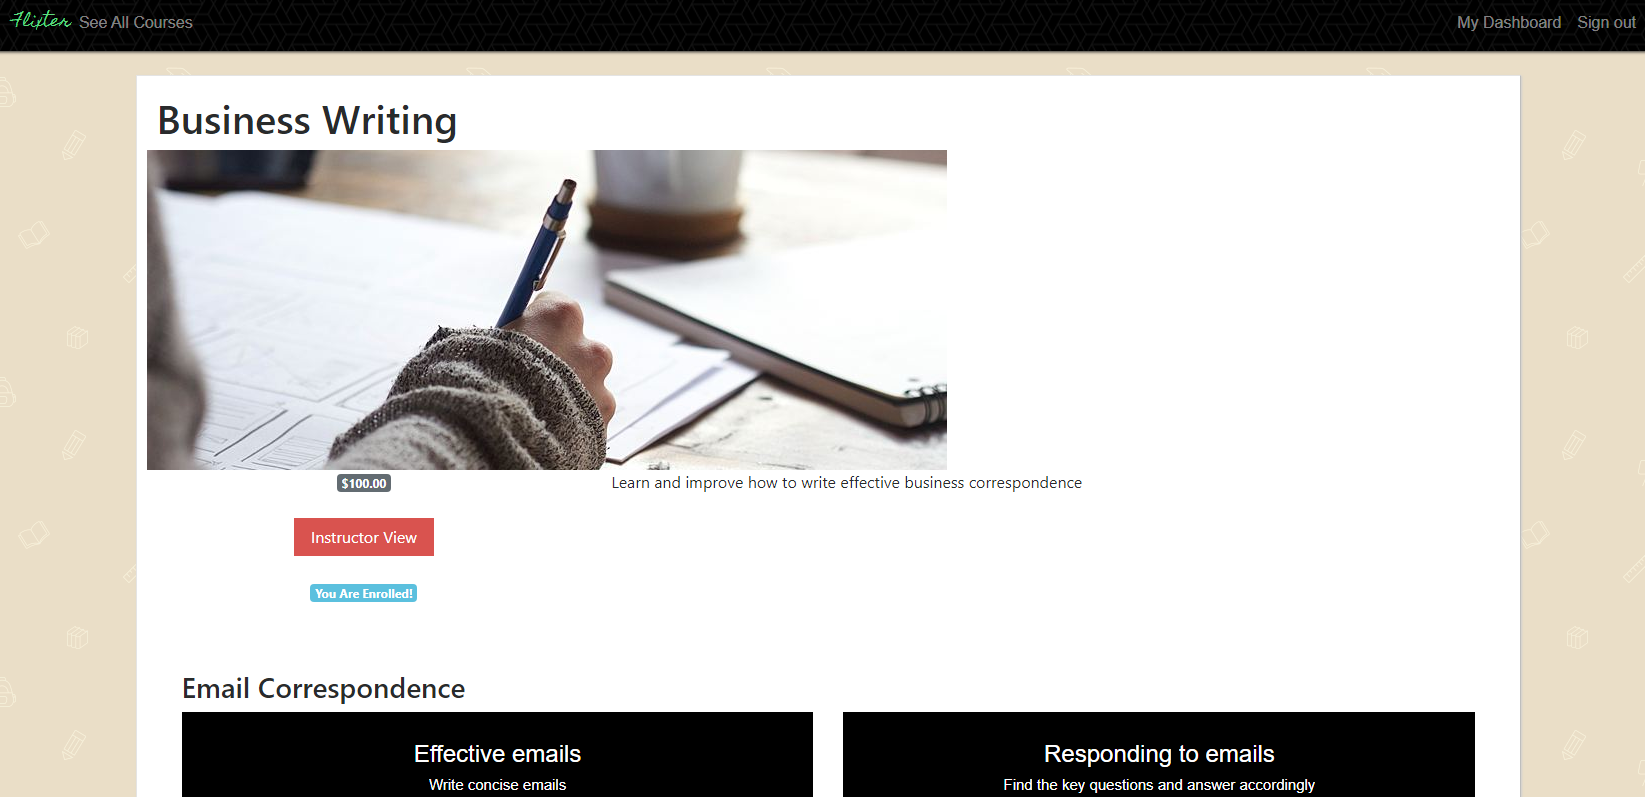 Flixter See All Courses My Dashboard Sign out
Business Writing
$100.00 Learn and improve how to write effective business correspondence
Instructor View
You Are Enrolled!
Email Correspondence
Effective emails
Write concise emails
Responding to emails
Find the key questions and answer accordingly